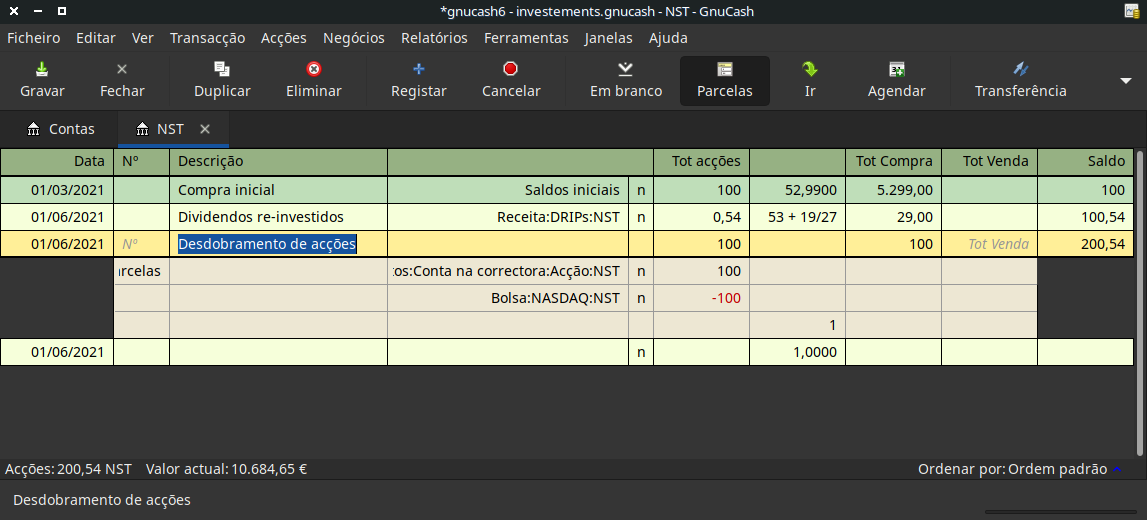 *gnucash6 - investements.gnucash - NST - GnuCash
Ficheiro Editar Ver Transacção Acções Negócios Relatórios Ferramentas Janelas Ajuda
Gravar Fechar Duplicar Eliminar Registar Cancelar Em branco Parcelas Ir Agendar Transferência
Contas NST
Data Nº Descrição Tot acções Tot Compra Tot Venda Saldo
01/03/2021 Compra inicial Saldos iniciais n 100 52,9900 5.299,00 100
01/06/2021 Dividendos re-investidos Receita:DRIPs:NST n 0,54 53 + 19/27 29,00 100,54
01/06/2021 Nº Desdobramento de acções 100 100 Tot Venda 200,54
arcelas os:Conta na correctora:Acção:NST n 100
Bolsa:NASDAQ:NST n -100
1
01/06/2021 n 1,0000
Acções: 200,54 NST Valor actual: 10.684,65 € Ordenar por: Ordem padrão
Desdobramento de acções